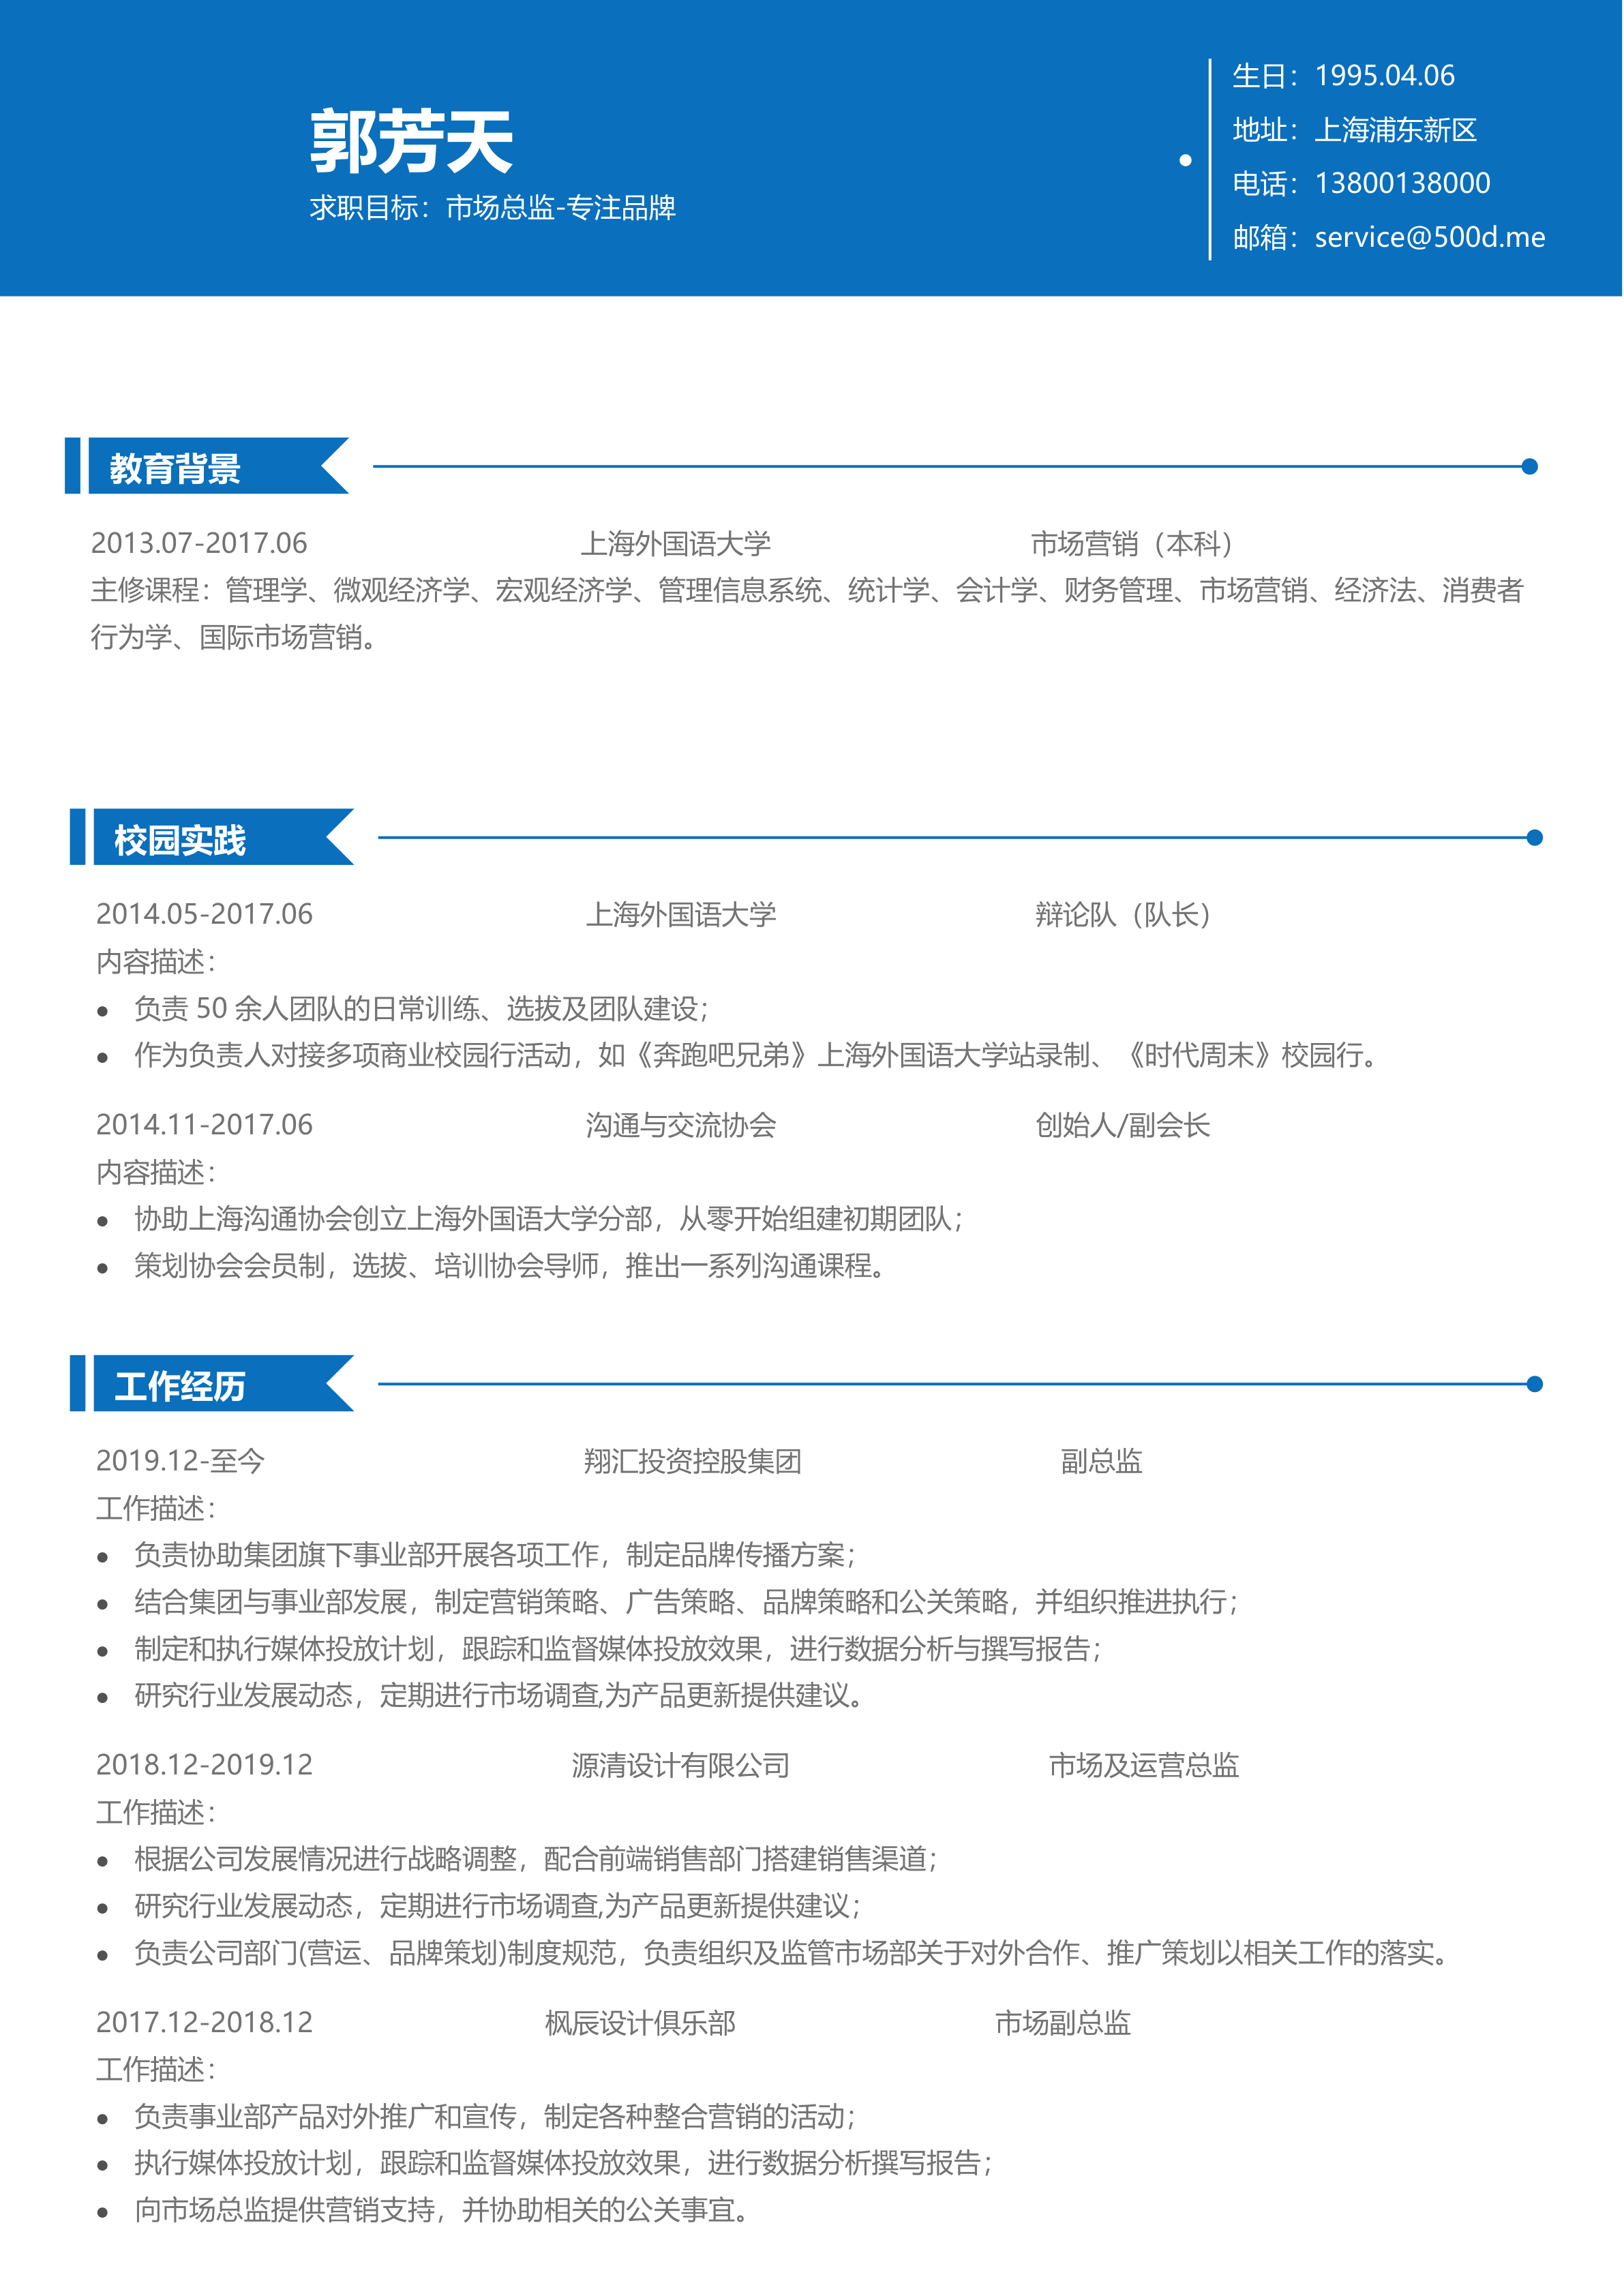 郭芳天
求职目标：市场总监-专注品牌
生日：1995.04.06
地址：上海浦东新区
电话：13800138000
邮箱：service@500d.me
教育背景
2013.07-2017.06 上海外国语大学 市场营销（本科）
主修课程：管理学、微观经济学、宏观经济学、管理信息系统、统计学、会计学、财务管理、市场营销、经济法、消费者
行为学、国际市场营销。
校园实践
2014.05-2017.06 上海外国语大学 辩论队（队长）
内容描述：
● 负责 50 余人团队的日常训练、选拔及团队建设；
● 作为负责人对接多项商业校园行活动，如《奔跑吧兄弟》上海外国语大学站录制、《时代周末》校园行。
2014.11-2017.06 沟通与交流协会 创始人/副会长
内容描述：
● 协助上海沟通协会创立上海外国语大学分部，从零开始组建初期团队；
● 策划协会会员制，选拔、培训协会导师，推出一系列沟通课程。
工作经历
2019.12-至今 翔汇投资控股集团 副总监
工作描述：
● 负责协助集团旗下事业部开展各项工作，制定品牌传播方案；
● 结合集团与事业部发展，制定营销策略、广告策略、品牌策略和公关策略，并组织推进执行；
● 制定和执行媒体投放计划，跟踪和监督媒体投放效果，进行数据分析与撰写报告；
● 研究行业发展动态，定期进行市场调查,为产品更新提供建议。
2018.12-2019.12 源清设计有限公司 市场及运营总监
工作描述：
● 根据公司发展情况进行战略调整，配合前端销售部门搭建销售渠道；
● 研究行业发展动态，定期进行市场调查,为产品更新提供建议；
● 负责公司部门(营运、品牌策划)制度规范，负责组织及监管市场部关于对外合作、推广策划以相关工作的落实。
2017.12-2018.12 枫辰设计俱乐部 市场副总监
工作描述：
● 负责事业部产品对外推广和宣传，制定各种整合营销的活动；
● 执行媒体投放计划，跟踪和监督媒体投放效果，进行数据分析撰写报告；
● 向市场总监提供营销支持，并协助相关的公关事宜。